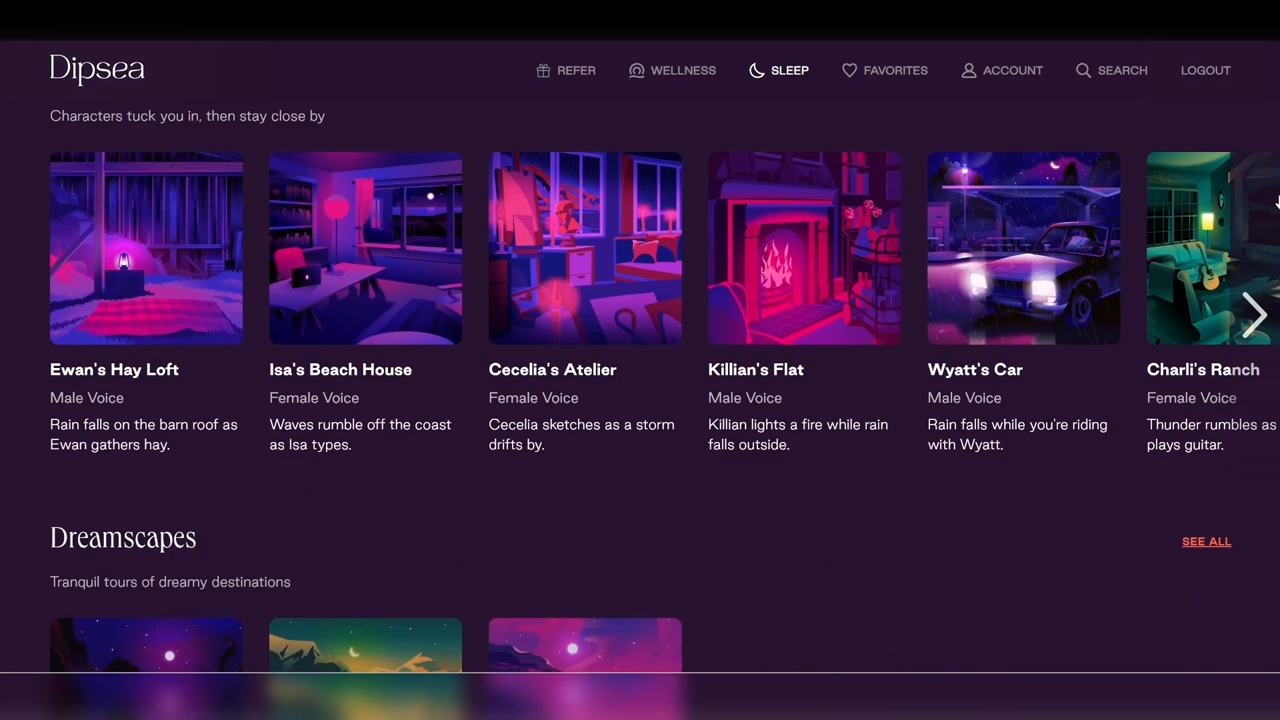 Dipsea
REFER
WELLNESS
SLEEP
FAVORITES
ACCOUNT
SEARCH
LOGOUT
Characters tuck you in, then stay close by
Ewan's Hay Loft
Male Voice
Rain falls on the barn roof as
Ewan gathers hay.
Isa's Beach House
Female Voice
Waves rumble off the coast
as Isa types.
Cecelia's Atelier
Female Voice
Cecelia sketches as a storm
drifts by.
Killian's Flat
Male Voice
Killian lights a fire while rain
falls outside.
Wyatt's Car
Male Voice
Rain falls while you're riding
with Wyatt.
Charli's Ranch
Female Voice
Thunder rumbles as
plays guitar.
Dreamscapes
SEE ALL
Tranquil tours of dreamy destinations